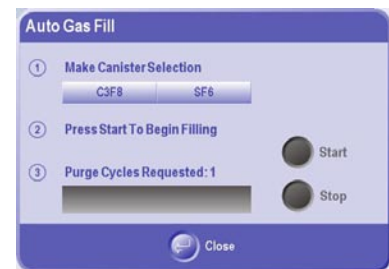 Auto Gas Fill
1 Make Canister Selection
C3F8 SF6
2 Press Start To Begin Filling
Start
3 Purge Cycles Requested: 1
Stop
Close